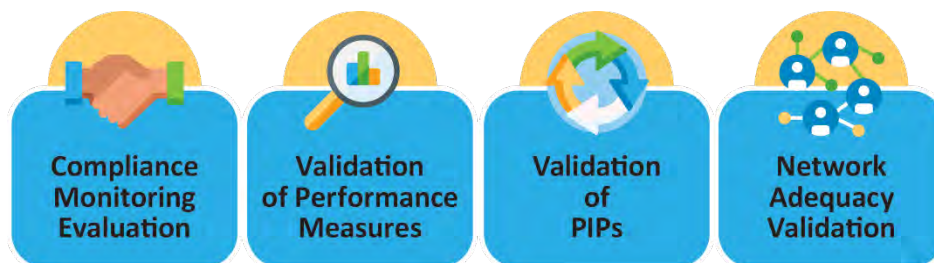 Compliance
Monitoring
Evaluation
Validation
of Performance
Measures
Validation
of
PIPs
Network
Adequacy
Validation